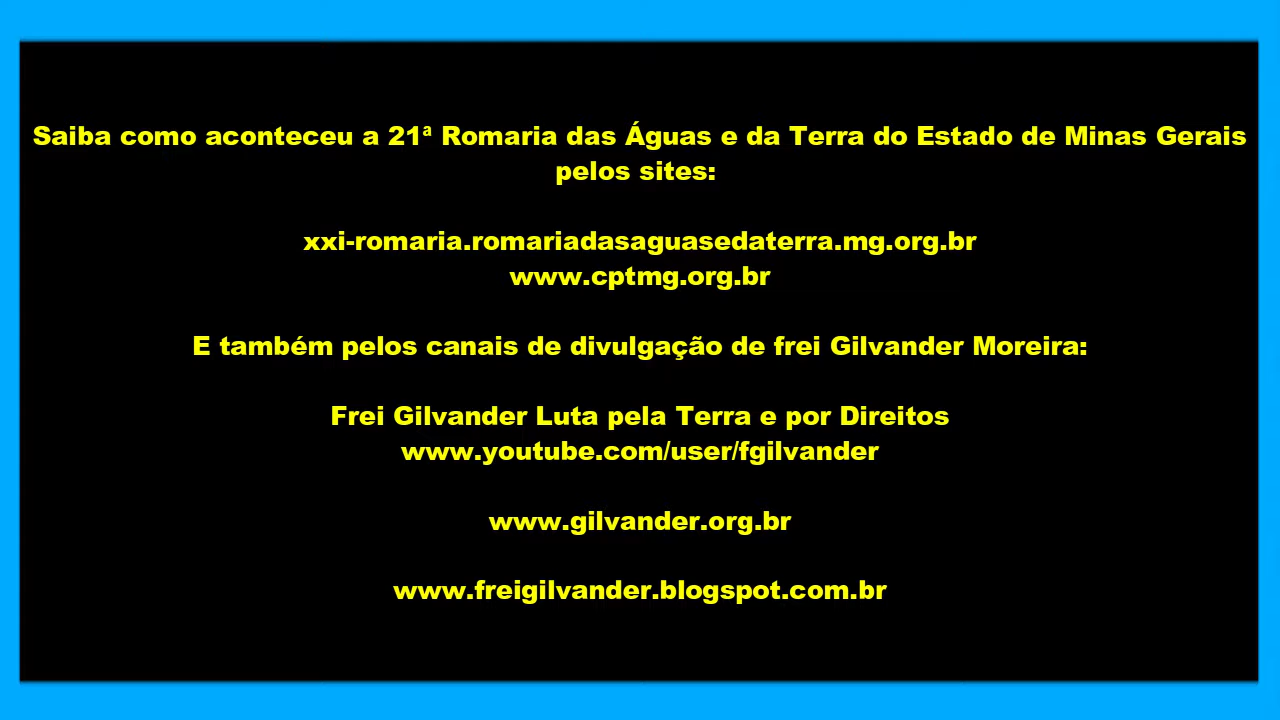 Saiba como aconteceu a 21ª Romaria das Águas e da Terra do Estado de Minas Gerais
pelos sites:
xxi-romaria.romariadasaguasedaterra.mg.org.br
www.cptmg.org.br
E também pelos canais de divulgação de frei Gilvander Moreira:
Frei Gilvander Luta pela Terra e por Direitos
www.youtube.com/user/fgilvander
www.gilvander.org.br
www.freigilvander.blogspot.com.br